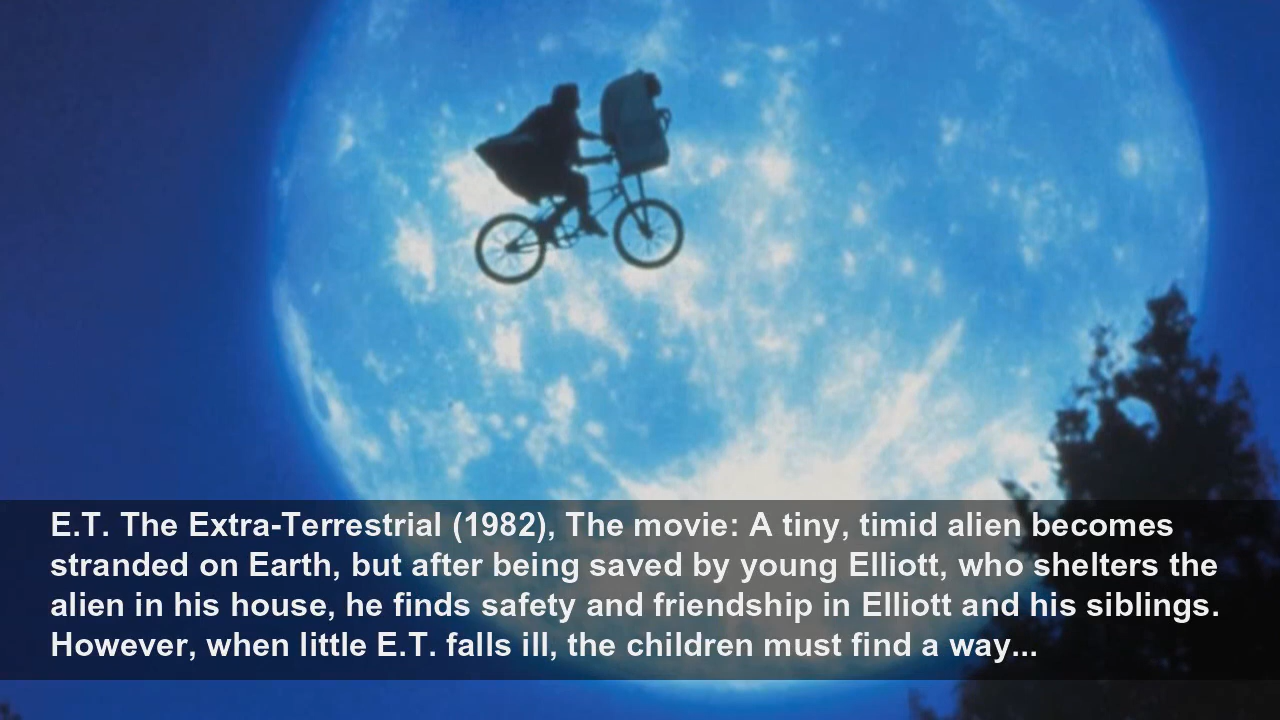 E.T. The Extra-Terrestrial (1982), The movie: A tiny, timid alien becomes
stranded on Earth, but after being saved by young Elliott, who shelters the
alien in his house, he finds safety and friendship in Elliott and his siblings.
However, when little E.T. falls ill, the children must find a way...